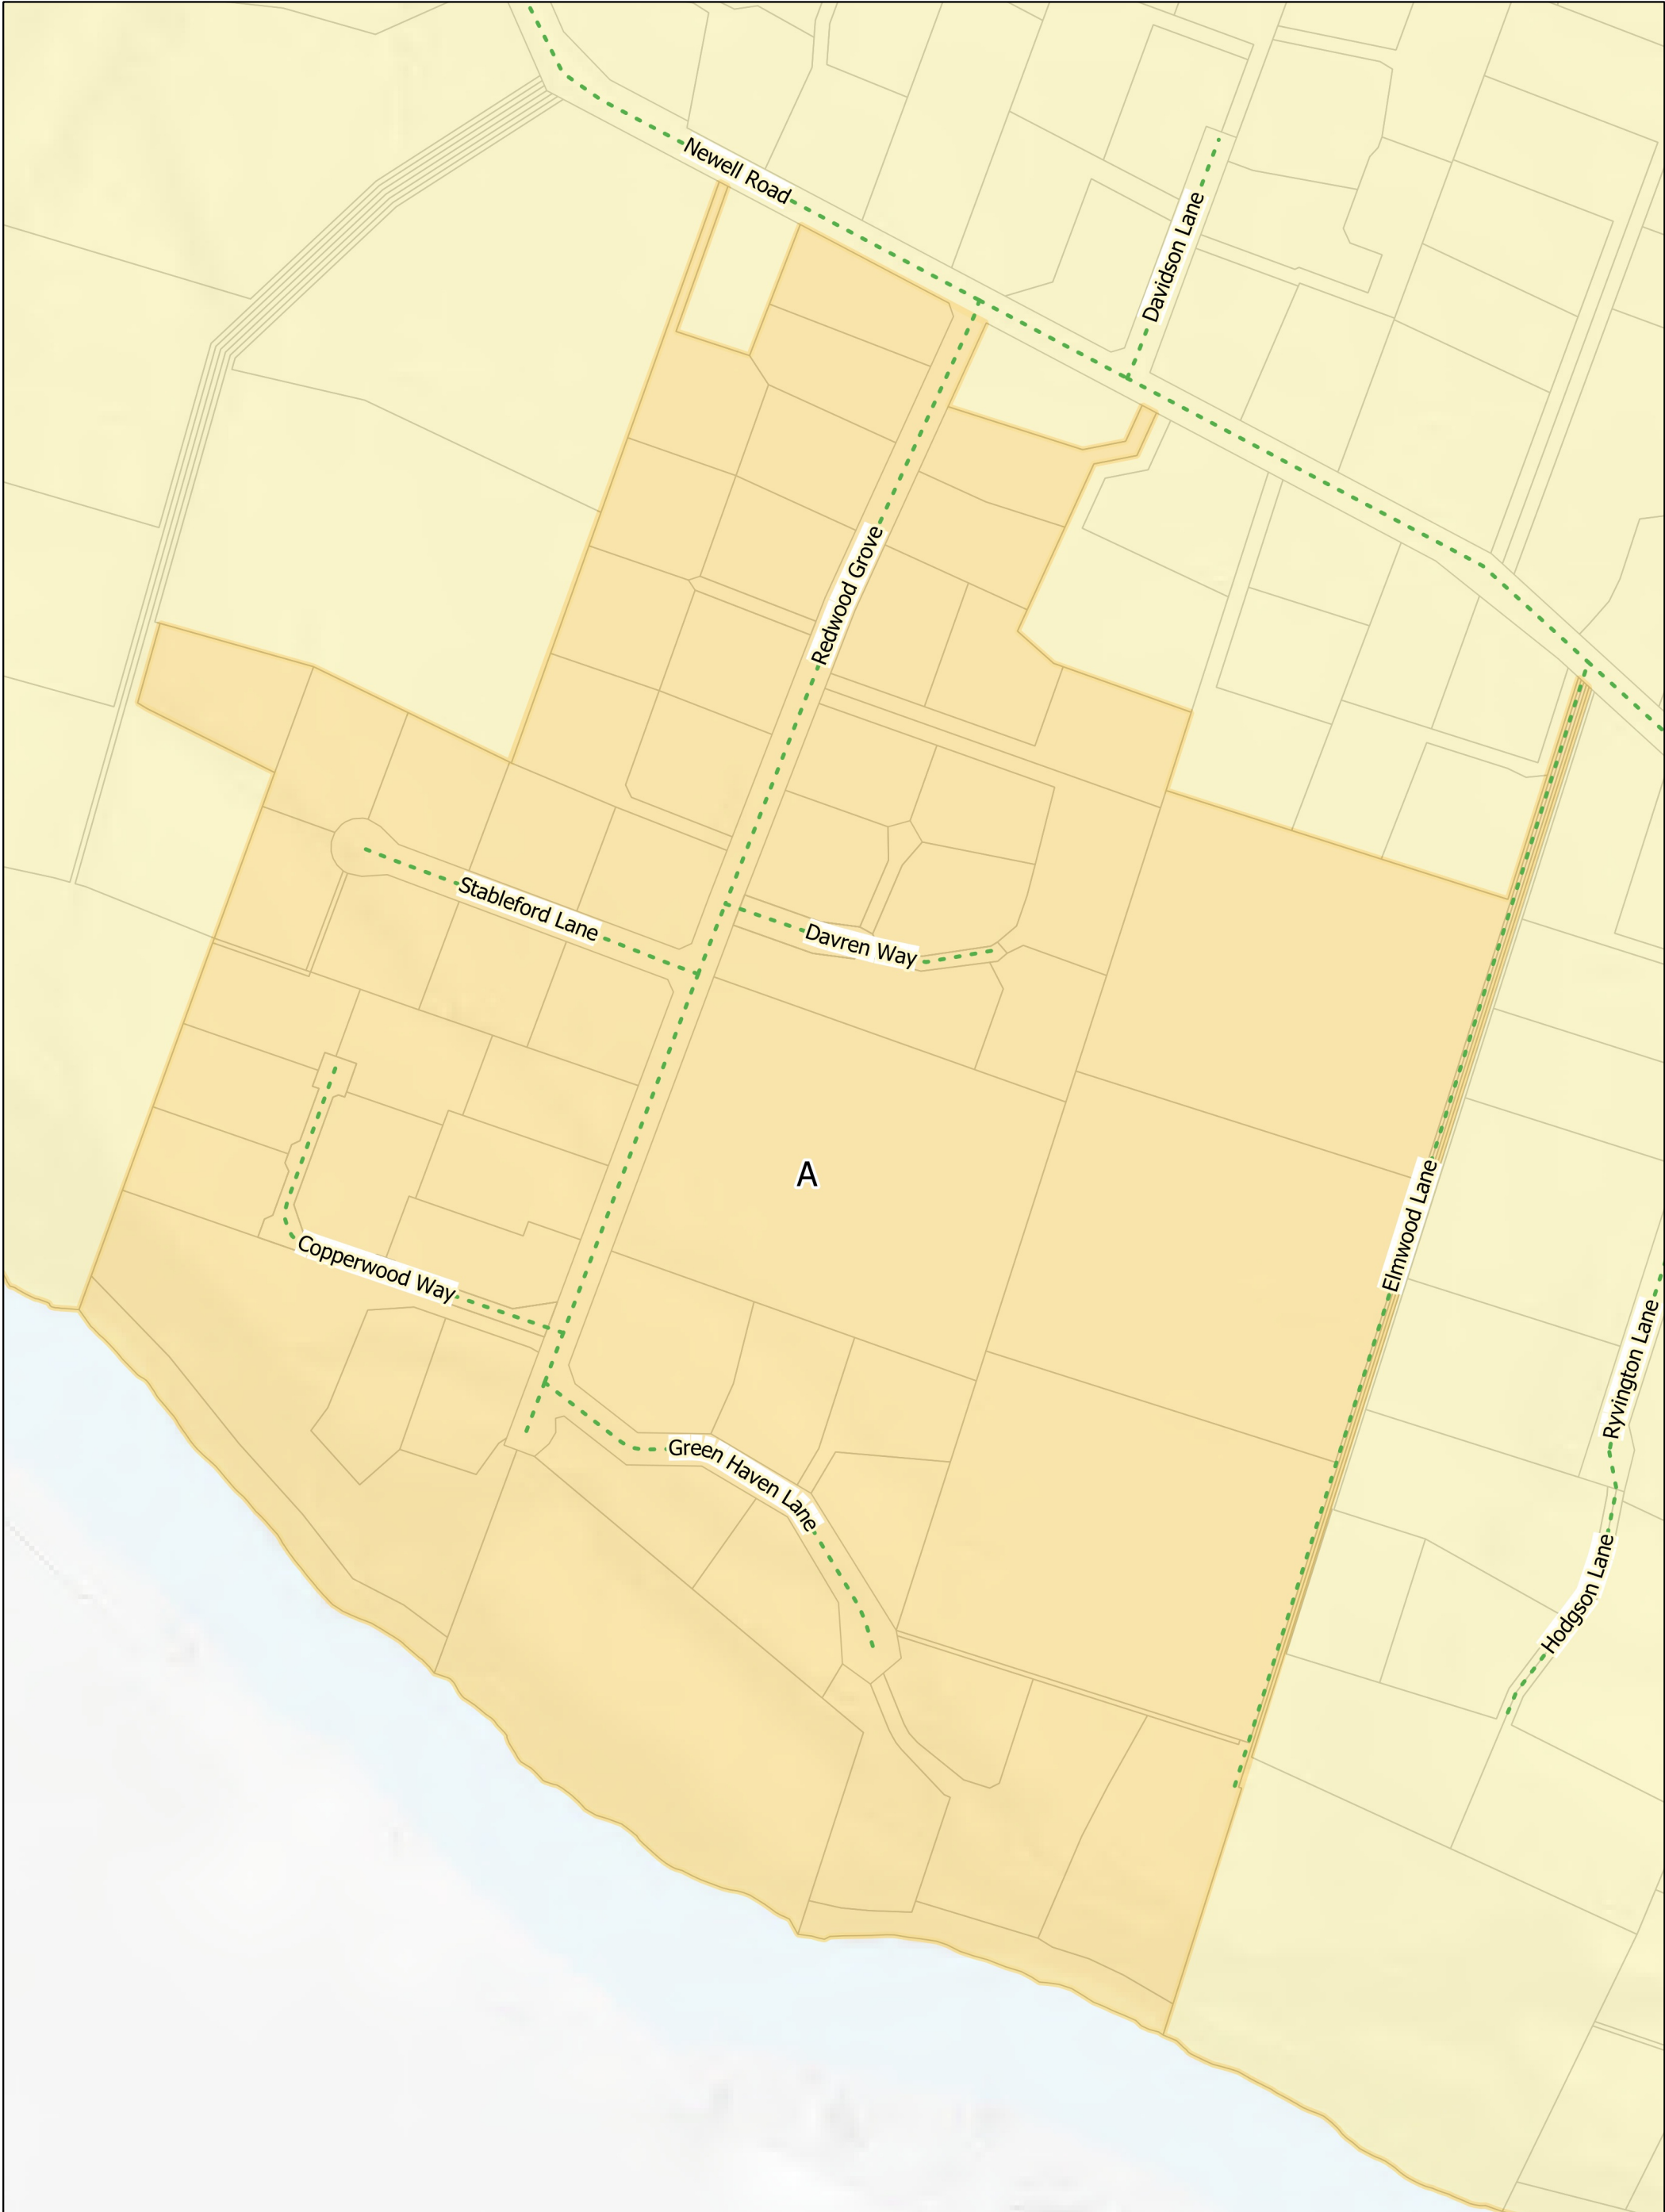 Newell Road
Davidson Lane
Redwood Grove
Stableford Lane
Davren Way
A
Elmwood Lane
Copperwood Way
Ryvington Lane
Green Haven Lane
Hodgson Lane